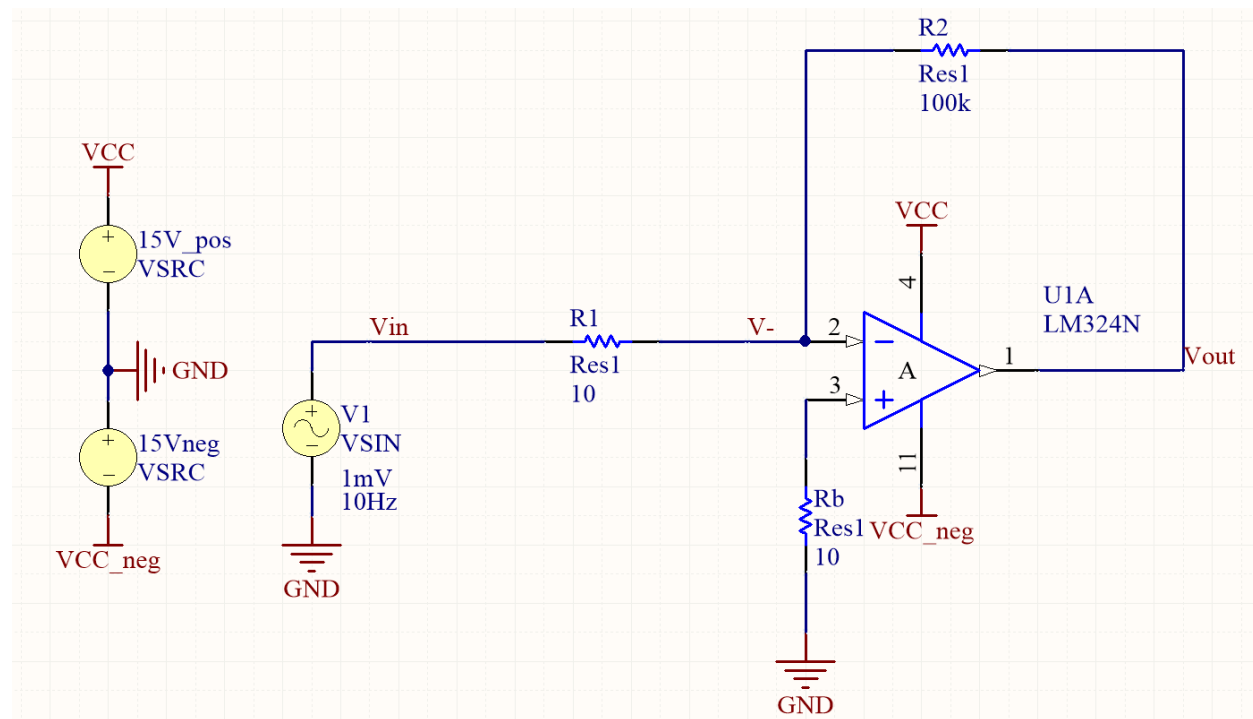 VCC
15V_pos
VSRC
GND
15Vneg
VSRC
VCC_neg
Vin
V1
VSIN
1mV
10Hz
GND
R1
Res1
10
V-
R2
Res1
100k
VCC
4
U1A
LM324N
2
3
A
1
Vout
11
VCC_neg
Rb
Res1
10
GND